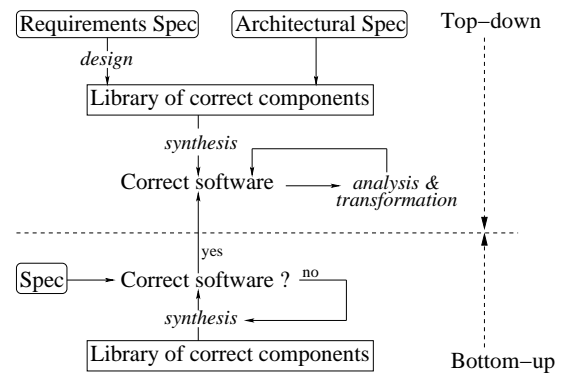 Requirements Spec
Architectural Spec
Top−down
design
Library of correct components
synthesis
Correct software
analysis &
transformation
yes
Spec
Correct software ?
no
synthesis
Library of correct components
Bottom−up